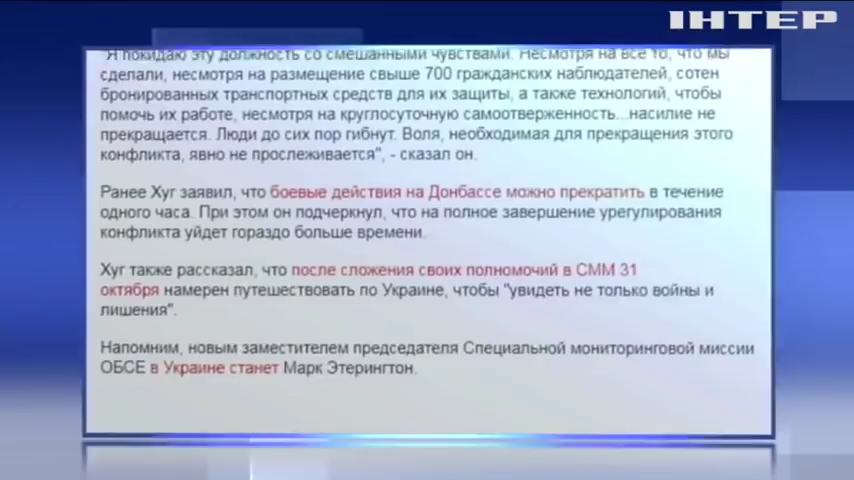 ІНТЕР
"Я покидаю эту должность со смешанными чувствами. Несмотря на все то, что мы
сделали, несмотря на размещение свыше 700 гражданских наблюдателей, сотен
бронированных транспортных средств для их защиты, а также технологий, чтобы
помочь их работе, несмотря на круглосуточную самоотверженность...насилие не
прекращается. Люди до сих пор гибнут. Воля, необходимая для прекращения этого
конфликта, явно не прослеживается", - сказал он.
Ранее Хуг заявил, что боевые действия на Донбассе можно прекратить в течение
одного часа. При этом он подчеркнул, что на полное завершение урегулирования
конфликта уйдет гораздо больше времени.
Хуг также рассказал, что после сложения своих полномочий в СММ 31
октября намерен путешествовать по Украине, чтобы "увидеть не только войны и
лишения".
Напомним, новым заместителем председателя Специальной мониторинговой миссии
ОБСЕ в Украине станет Марк Этерингтон.